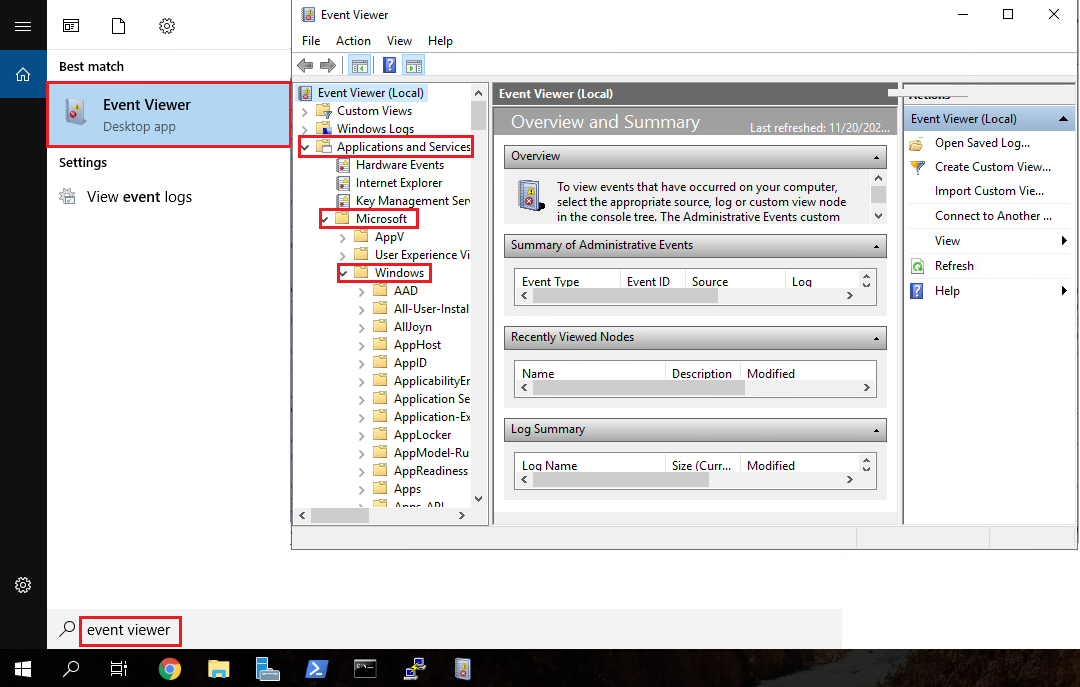 Best match
Event Viewer
Desktop app
Settings
View event logs
event viewer
Event Viewer
File Action View Help
Event Viewer (Local)
Custom Views
Windows Logs
Applications and Services
Hardware Events
Internet Explorer
Key Management Serv
Microsoft
AppV
User Experience Vi
Windows
AAD
All-User-Instal
AllJoyn
AppHost
AppID
ApplicabilityEn
Application Se
Application-Ex
AppLocker
AppModel-Ru
AppReadiness
Apps
Apps-API
Event Viewer (Local)
Overview and Summary
Last refreshed: 11/20/202...
Overview
To view events that have occurred on your computer,
select the appropriate source, log or custom view node
in the console tree. The Administrative Events custom
Summary of Administrative Events
Event Type Event ID Source Log
Recently Viewed Nodes
Name Description Modified
Log Summary
Log Name Size (Curr... Modified
Actions
Event Viewer (Local)
Open Saved Log...
Create Custom View...
Import Custom Vie...
Connect to Another ...
View
Refresh
Help